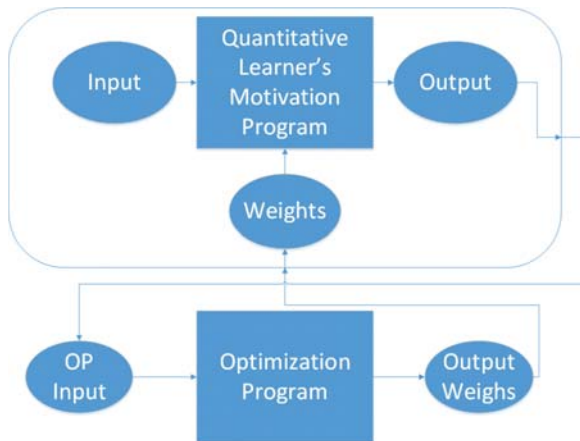 Quantitative
Learner's
Motivation
Program
Input
Output
Weights
OP
Input
Optimization
Program
Output
Weighs